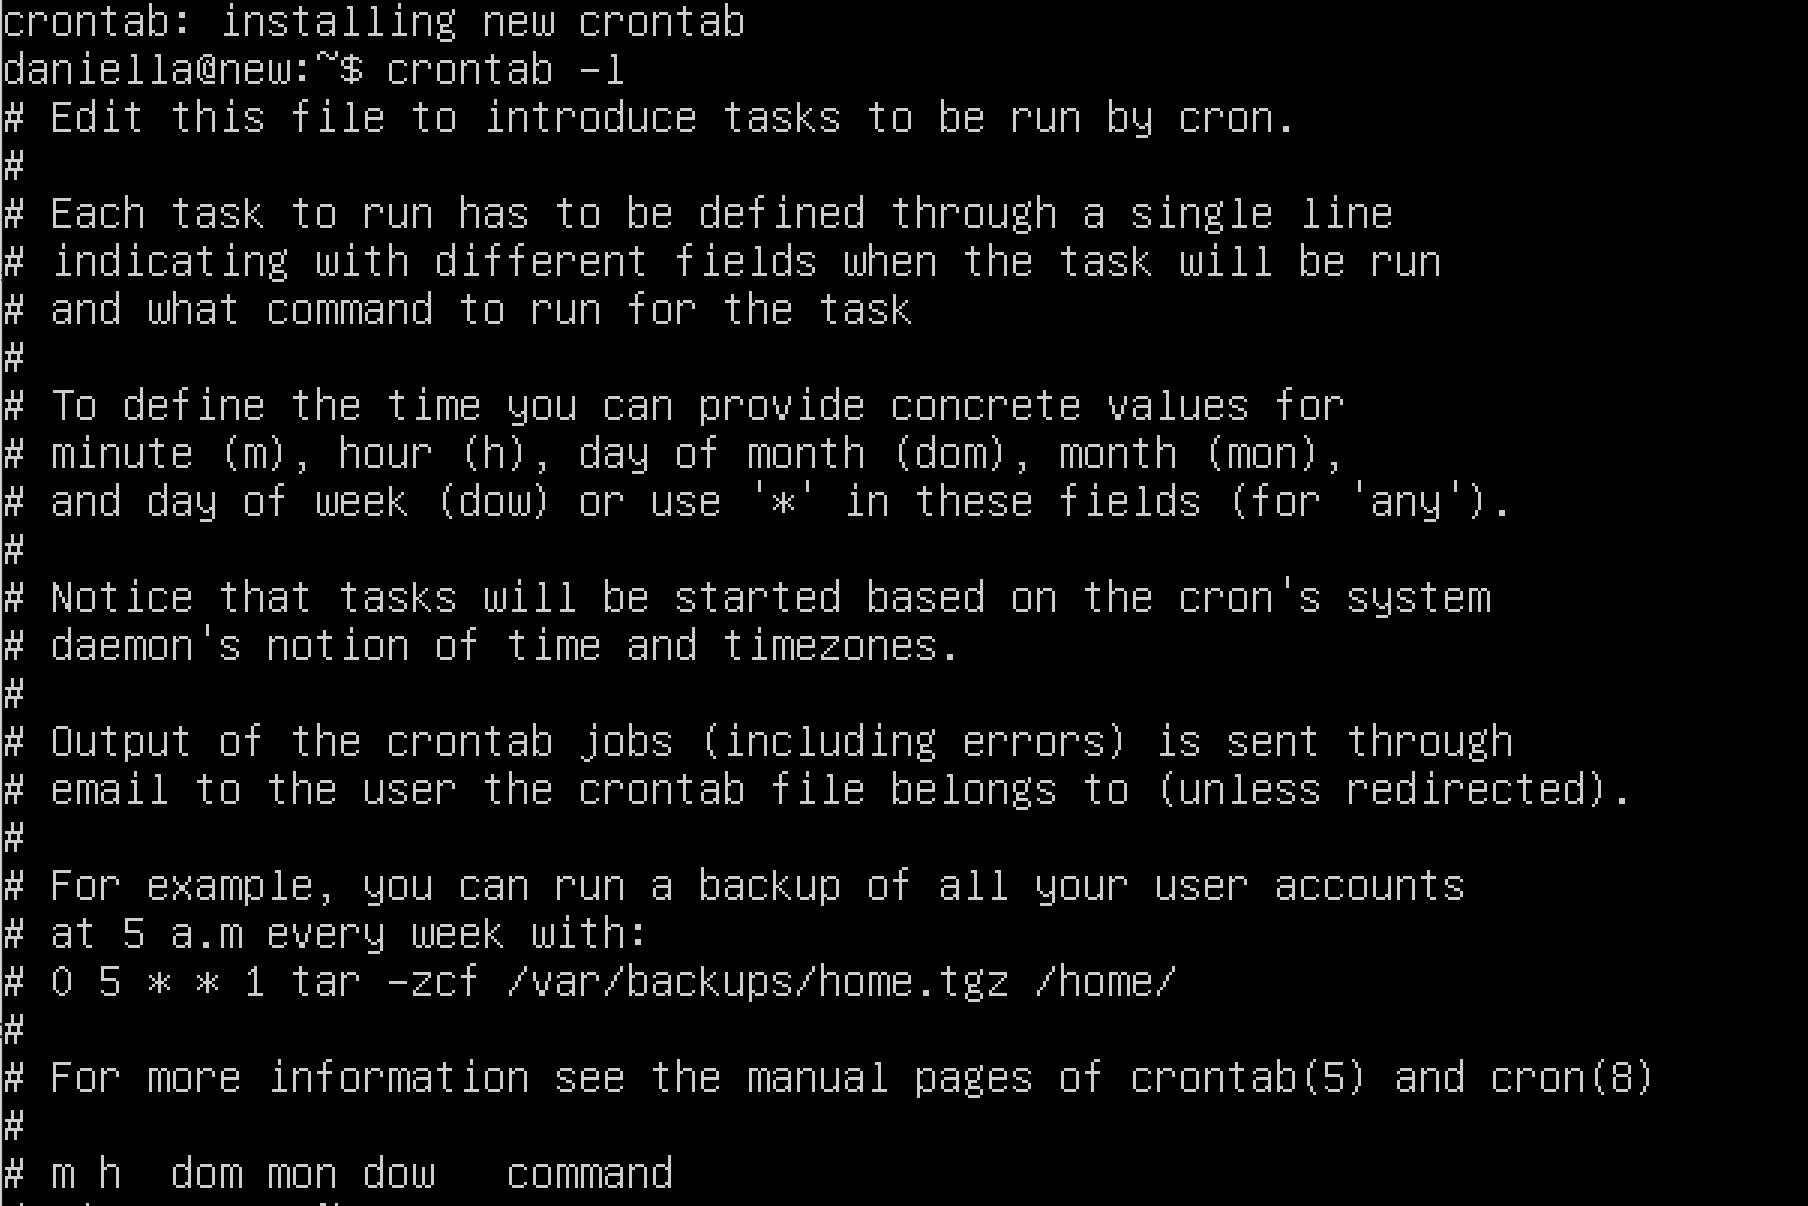 crontab: installing new crontab
daniella@new:~$ crontab -l
# Edit this file to introduce tasks to be run by cron.
#
# Each task to run has to be defined through a single line
# indicating with different fields when the task will be run
# and what command to run for the task
#
# To define the time you can provide concrete values for
# minute (m), hour (h), day of month (dom), month (mon),
# and day of week (dow) or use '*' in these fields (for 'any').
#
# Notice that tasks will be started based on the cron's system
# daemon's notion of time and timezones.
#
# Output of the crontab jobs (including errors) is sent through
# email to the user the crontab file belongs to (unless redirected).
#
# For example, you can run a backup of all your user accounts
# at 5 a.m every week with:
# 0 5 * * 1 tar -zcf /var/backups/home.tgz /home/
#
# For more information see the manual pages of crontab(5) and cron(8)
#
# m h  dom mon dow   command